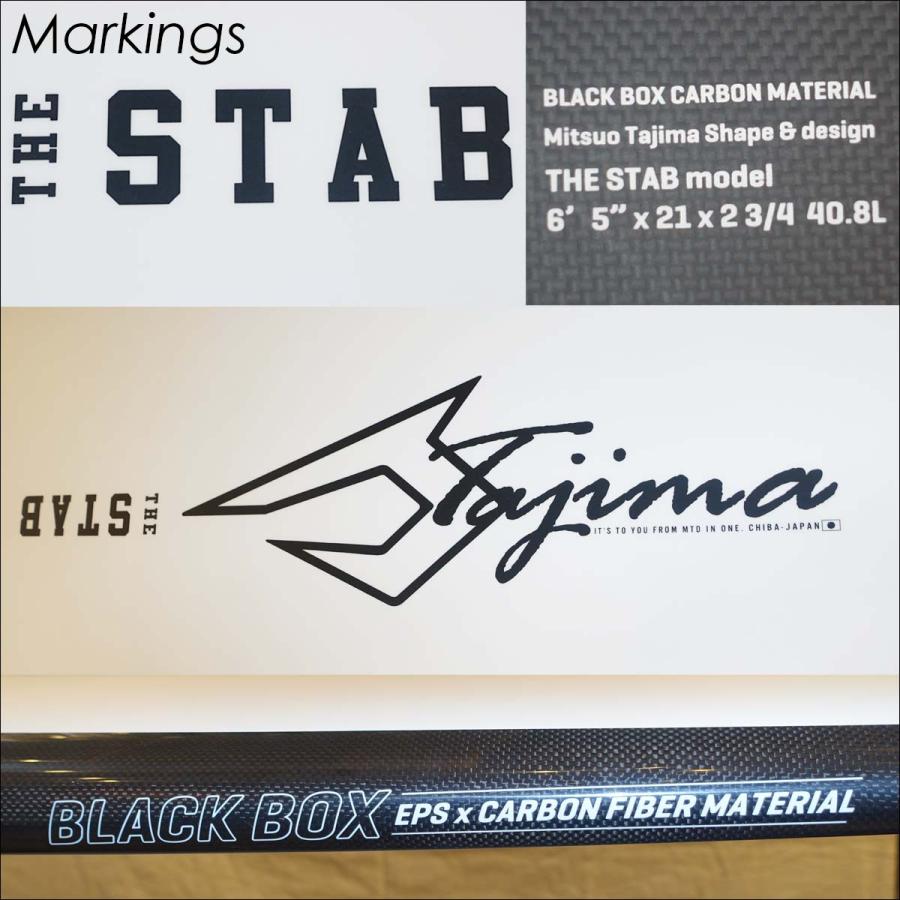 Markings
THE STAB
BLACK BOX CARBON MATERIAL
Mitsuo Tajima Shape & design
THE STAB model
6' 5" x 21 x 2 3/4 40.8L
THE STAB
Tajima
IT'S TO YOU FROM MTD IN ONE. CHIBA-JAPAN
BLACK BOX EPS x CARBON FIBER MATERIAL